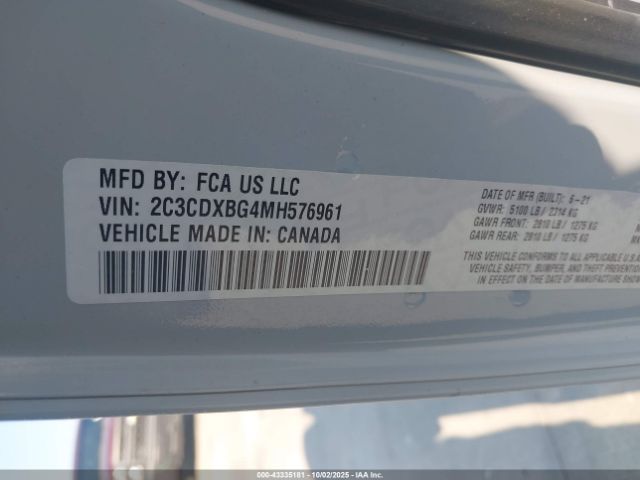 MFD BY: FCA US LLC
VIN: 2C3CDXBG4MH576961
VEHICLE MADE IN: CANADA
DATE OF MFR (BUILT): 6-21
GVWR: 5100 LB / 2314 KG
GAWR FRONT: 2810 LB / 1275 KG
GAWR REAR: 2810 LB / 1275 KG
THIS VEHICLE CONFORMS TO ALL APPLICABLE U.S.A.
VEHICLE SAFETY, BUMPER, AND THEFT PREVENTION
IN EFFECT ON THE DATE OF MANUFACTURE SHOW
000-43335181 - 10/02/2025 - IAAI.COM